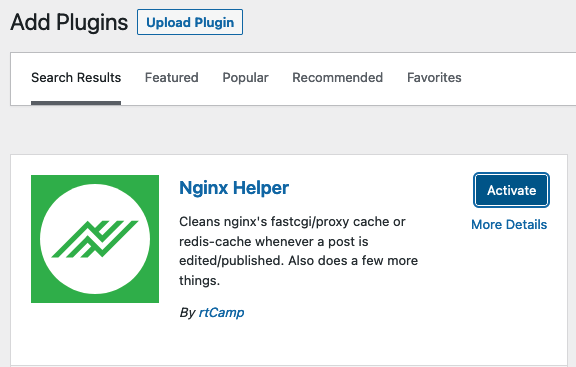 Add Plugins Upload Plugin
Search Results Featured Popular Recommended Favorites
Nginx Helper
Activate
More Details
Cleans nginx's fastcgi/proxy cache or
redis-cache whenever a post is
edited/published. Also does a few more
things.
By rtCamp